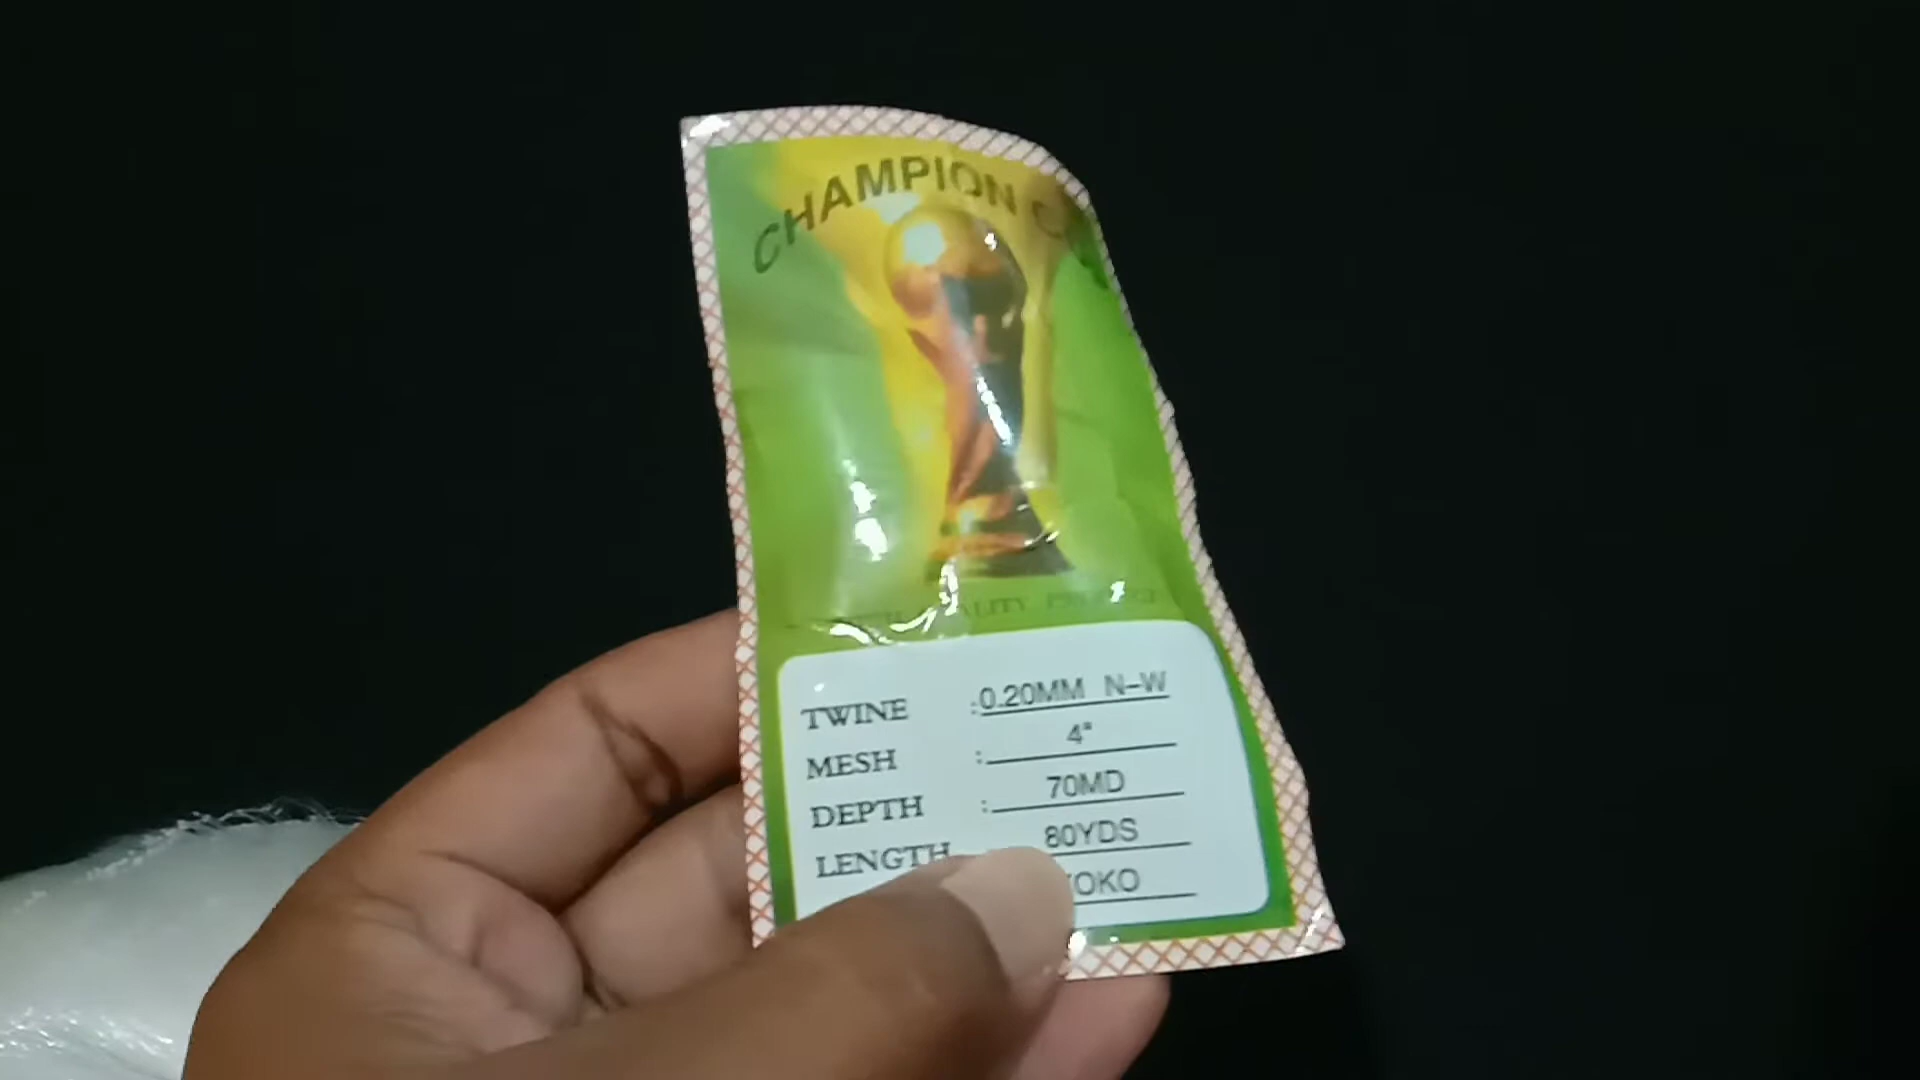 CHAMPION
TWINE :0.20MM N-W
MESH : 4"
DEPTH : 70MD
LENGTH 80YDS